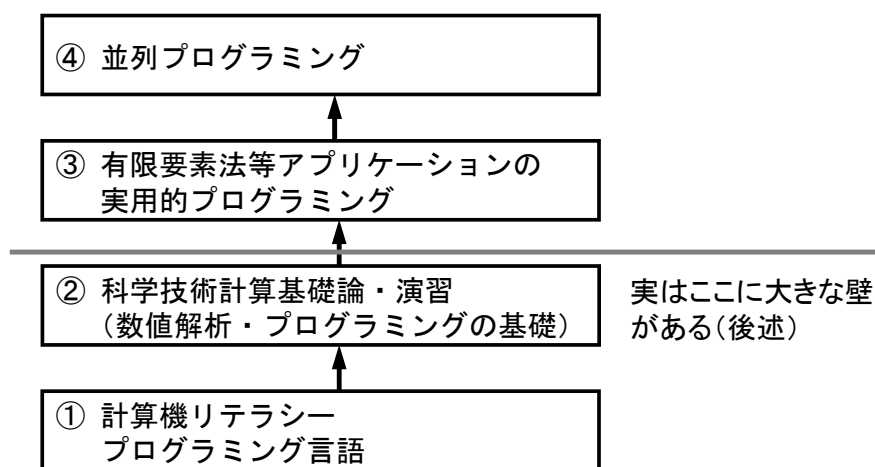 ④ 並列プログラミング
③ 有限要素法等アプリケーションの
実用的プログラミング
② 科学技術計算基礎論・演習
（数値解析・プログラミングの基礎）
実はここに大きな壁
がある（後述）
① 計算機リテラシー
プログラミング言語